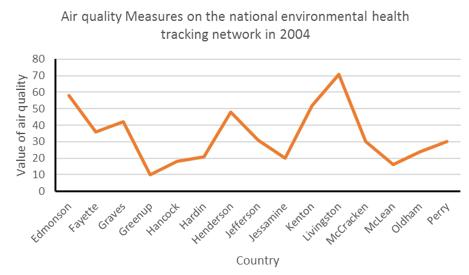 Air quality Measures on the national environmental health
tracking network in 2004
Value of air quality
80
70
60
50
40
30
20
10
0
Edmonson
Fayette
Graves
Greenup
Hancock
Hardin
Henderson
Jefferson
Jessamine
Kenton
Livingston
McCracken
McLean
Oldham
Perry
Country